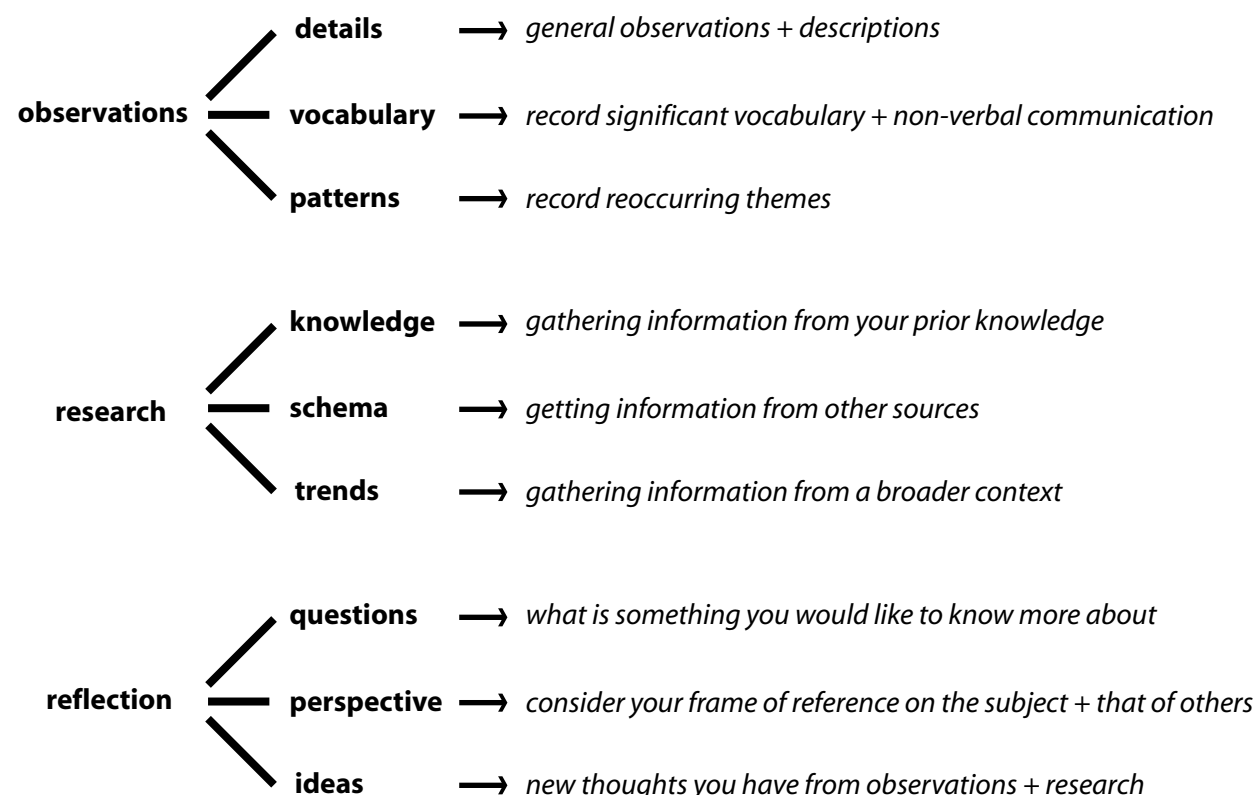 details → general observations + descriptions
observations vocabulary → record significant vocabulary + non-verbal communication
patterns → record reoccurring themes
knowledge → gathering information from your prior knowledge
research schema → getting information from other sources
trends → gathering information from a broader context
questions → what is something you would like to know more about
reflection perspective → consider your frame of reference on the subject + that of others
ideas → new thoughts you have from observations + research